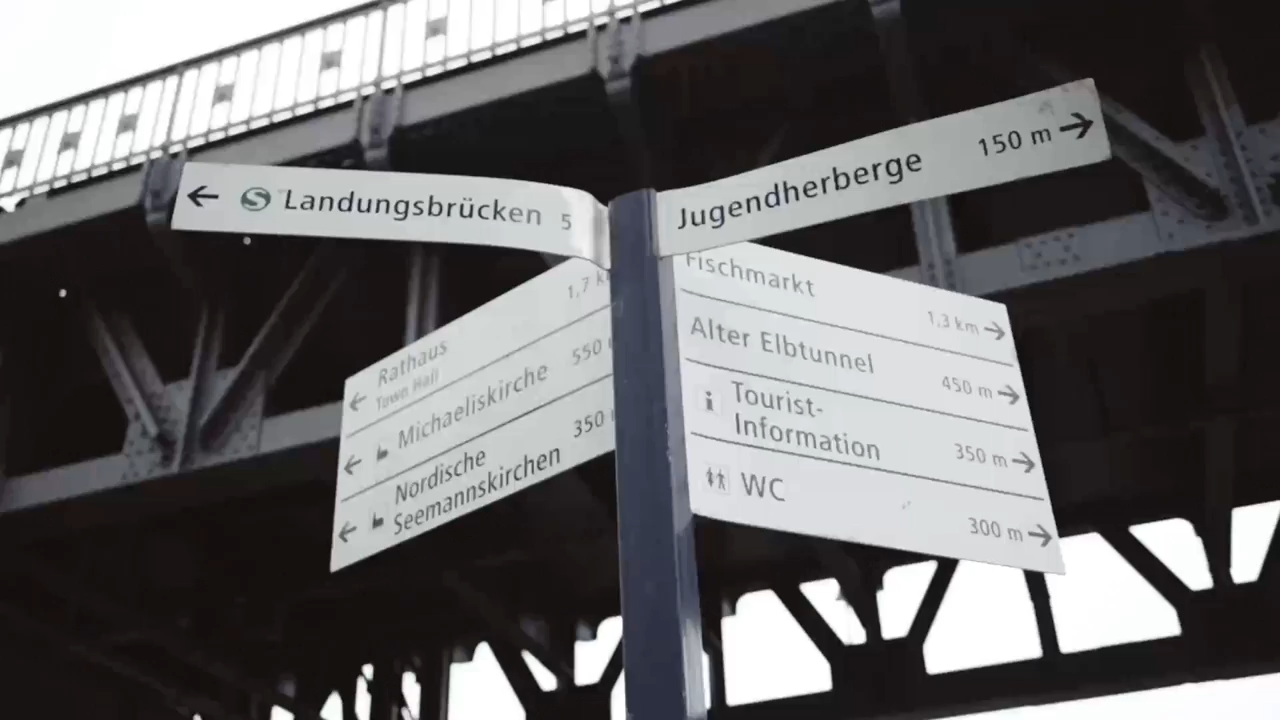 Landungsbrücken 5
Jugendherberge 150 m
Rathaus 1,7
Town Hall
Michaeliskirche 550
Nordische 350
Seemannskirchen
Fischmarkt 1,3 km
Alter Elbtunnel 450 m
Tourist-
Information 350 m
WC 300 m